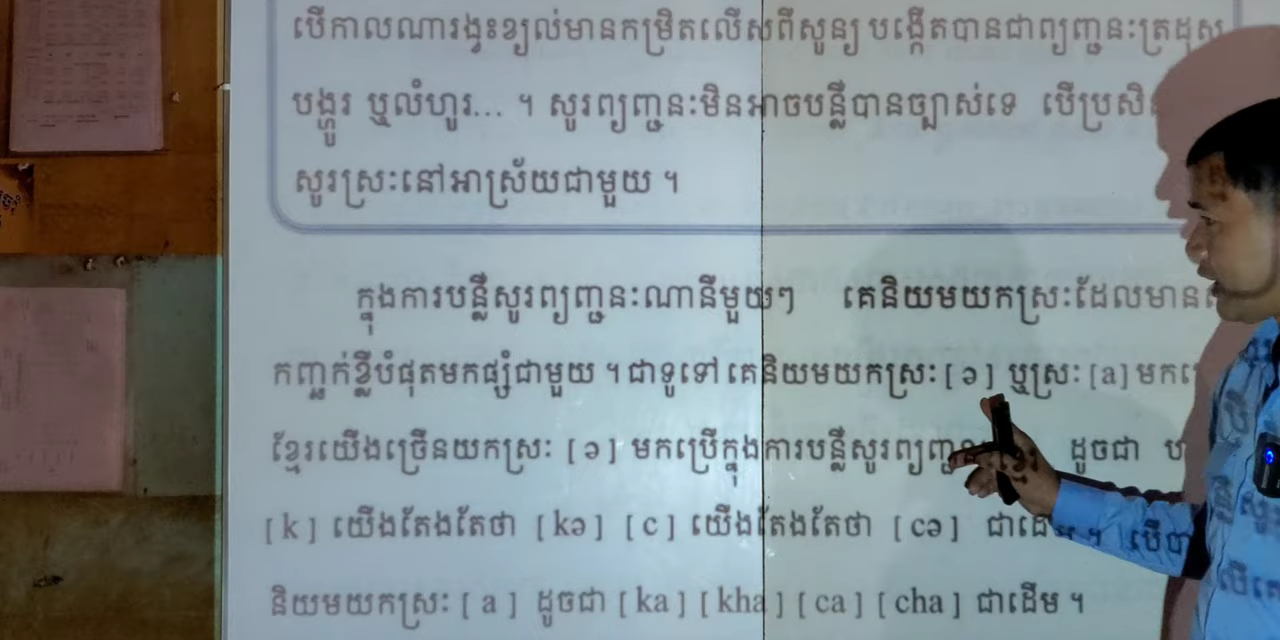 បើកាលណារង្វះខ្យល់មានកម្រិតលើសពីសូន្យ បង្កើតបានជាព្យញ្ជនៈត្រដុស
បង្ហូរ ឬលំហូរ... ។ សូរព្យញ្ជនៈមិនអាចបន្លឺបានច្បាស់ទេ បើប្រសិន
សូរស្រៈនៅអាស្រ័យជាមួយ ។
ក្នុងការបន្លឺសូរព្យញ្ជនៈណានីមួយៗ គេនិយមយកស្រៈដែលមាន
កញ្ឆក់ខ្លីបំផុតមកផ្សំជាមួយ ។ ជាទូទៅ គេនិយមយកស្រៈ [ə] ឬស្រៈ [a] មក
ខ្មែរយើងច្រើនយកស្រៈ [ə] មកប្រើក្នុងការបន្លឺសូរព្យញ្ជនៈ ដូចជា
[k] យើងតែងតែថា [kə] [c] យើងតែងតែថា [cə] ជាដើម ។ បើ
និយមយកស្រៈ [a] ដូចជា [ka] [kha] [ca] [cha] ជាដើម ។